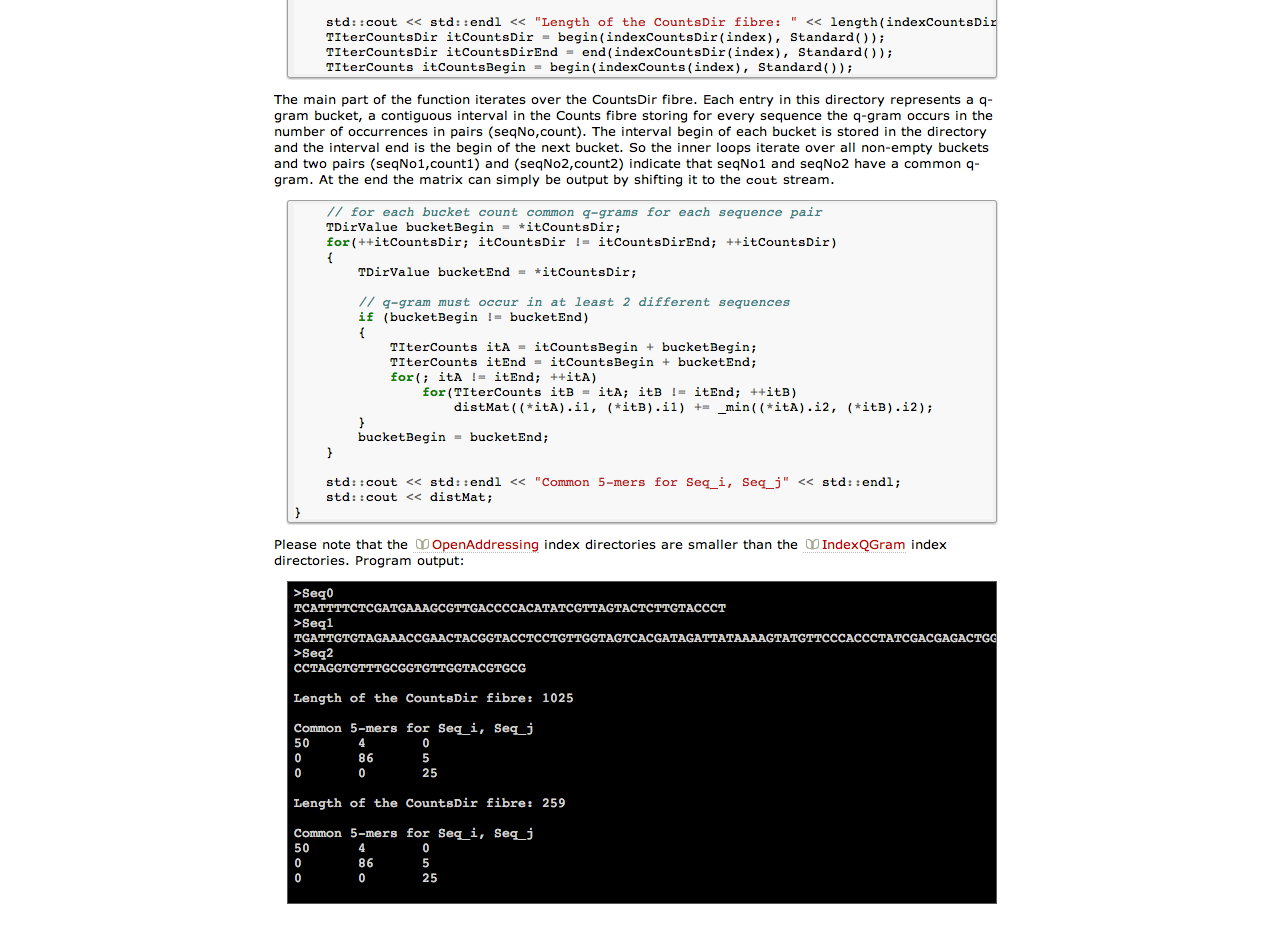 std::cout << std::endl << "Length of the CountsDir fibre: " << length(indexCountsDir
TIterCountsDir itCountsDir = begin(indexCountsDir(index), Standard());
TIterCountsDir itCountsDirEnd = end(indexCountsDir(index), Standard());
TIterCounts itCountsBegin = begin(indexCounts(index), Standard());
The main part of the function iterates over the CountsDir fibre. Each entry in this directory represents a q-
gram bucket, a contiguous interval in the Counts fibre storing for every sequence the q-gram occurs in the
number of occurrences in pairs (seqNo,count). The interval begin of each bucket is stored in the directory
and the interval end is the begin of the next bucket. So the inner loops iterate over all non-empty buckets
and two pairs (seqNo1,count1) and (seqNo2,count2) indicate that seqNo1 and seqNo2 have a common q-
gram. At the end the matrix can simply be output by shifting it to the cout stream.
// for each bucket count common q-grams for each sequence pair
TDirValue bucketBegin = *itCountsDir;
for(++itCountsDir; itCountsDir != itCountsDirEnd; ++itCountsDir)
{
TDirValue bucketEnd = *itCountsDir;
// q-gram must occur in at least 2 different sequences
if (bucketBegin != bucketEnd)
{
TIterCounts itA = itCountsBegin + bucketBegin;
TIterCounts itEnd = itCountsBegin + bucketEnd;
for(; itA != itEnd; ++itA)
for(TIterCounts itB = itA; itB != itEnd; ++itB)
distMat((*itA).i1, (*itB).i1) += _min((*itA).i2, (*itB).i2);
}
bucketBegin = bucketEnd;
}
std::cout << std::endl << "Common 5-mers for Seq_i, Seq_j" << std::endl;
std::cout << distMat;
}
Please note that the OpenAddressing index directories are smaller than the IndexQGram index
directories. Program output:
>Seq0
TCATTTTCTCGATGAAAGCGTTGACCCCACATATCGTTAGTACTCTTGTACCCT
>Seq1
TGATTGTGTAGAAACCGAACTACGGTACCTCCTGTTGGTAGTCACGATAGATTATAAAAGTATGTTCCCACCCTATCGACGAGACTGG
>Seq2
CCTAGGTGTTTGCGGTGTTGGTACGTGCG
Length of the CountsDir fibre: 1025
Common 5-mers for Seq_i, Seq_j
50 4 0
0 86 5
0 0 25
Length of the CountsDir fibre: 259
Common 5-mers for Seq_i, Seq_j
50 4 0
0 86 5
0 0 25